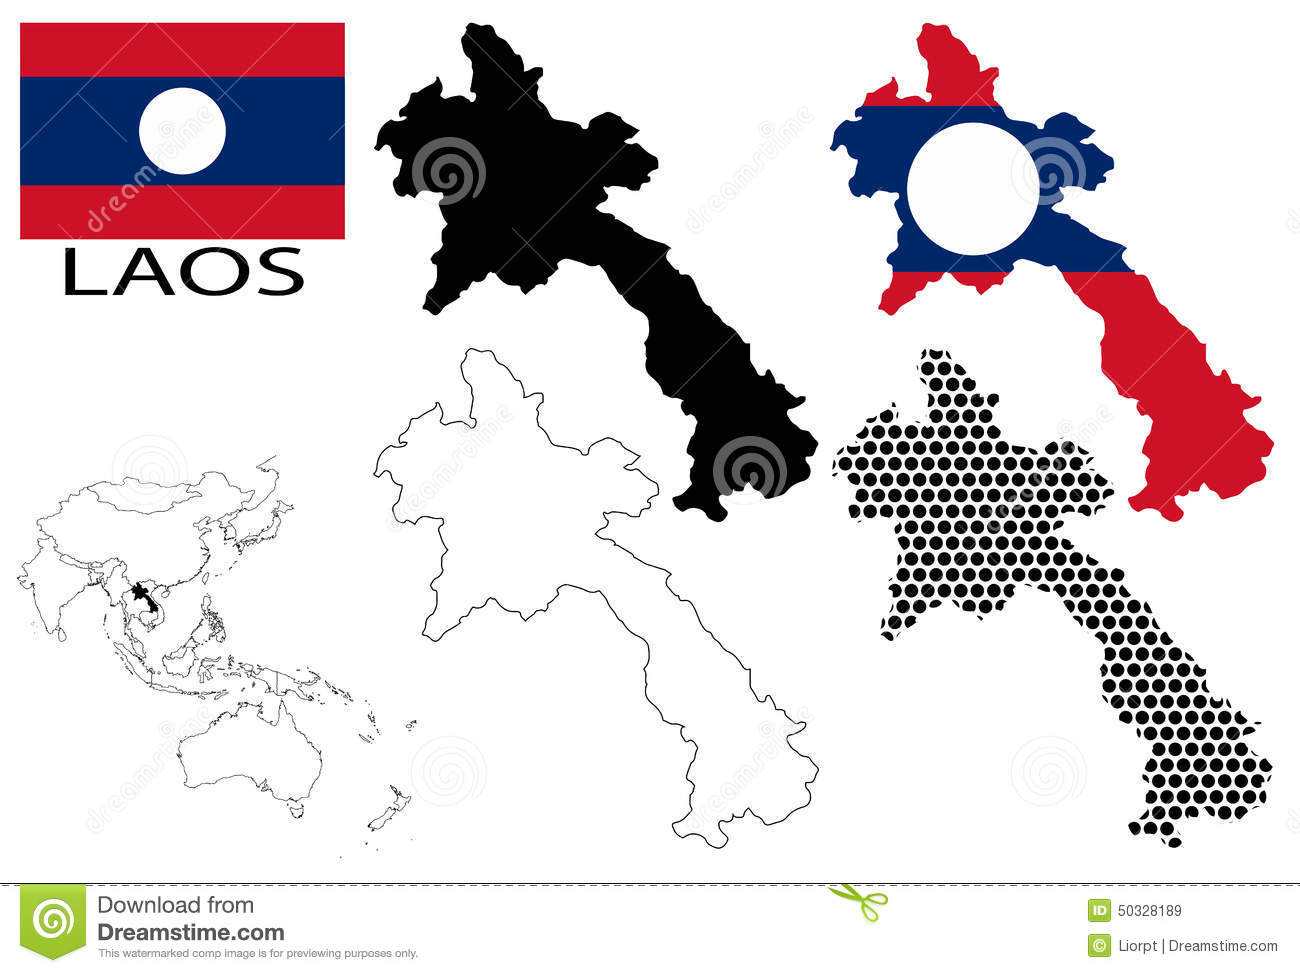 LAOS
dreamstime
Download from
Dreamstime.com
This watermarked comp image is for previewing purposes only.
ID 50328189
© Liorpt | Dreamstime.com